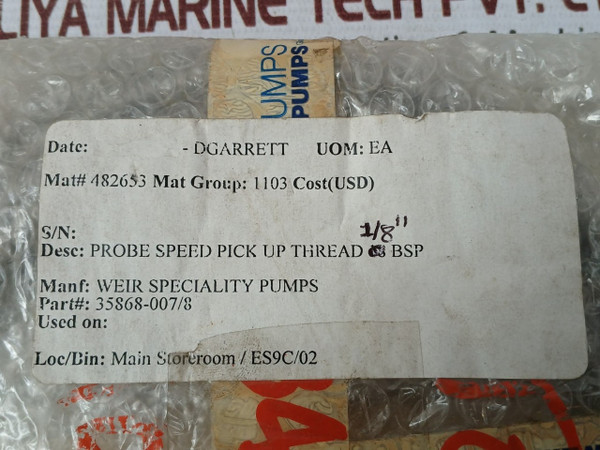 LIYA MARINE TECH PVT.
UMPS
PUMPS
Date: - DGARRETT UOM: EA
Mat# 482653 Mat Group: 1103 Cost(USD)
1/8"
S/N:
Desc: PROBE SPEED PICK UP THREAD BSP
Manf: WEIR SPECIALITY PUMPS
Part#: 35868-007/8
Used on:
Loc/Bin: Main Storeroom / ES9C/02